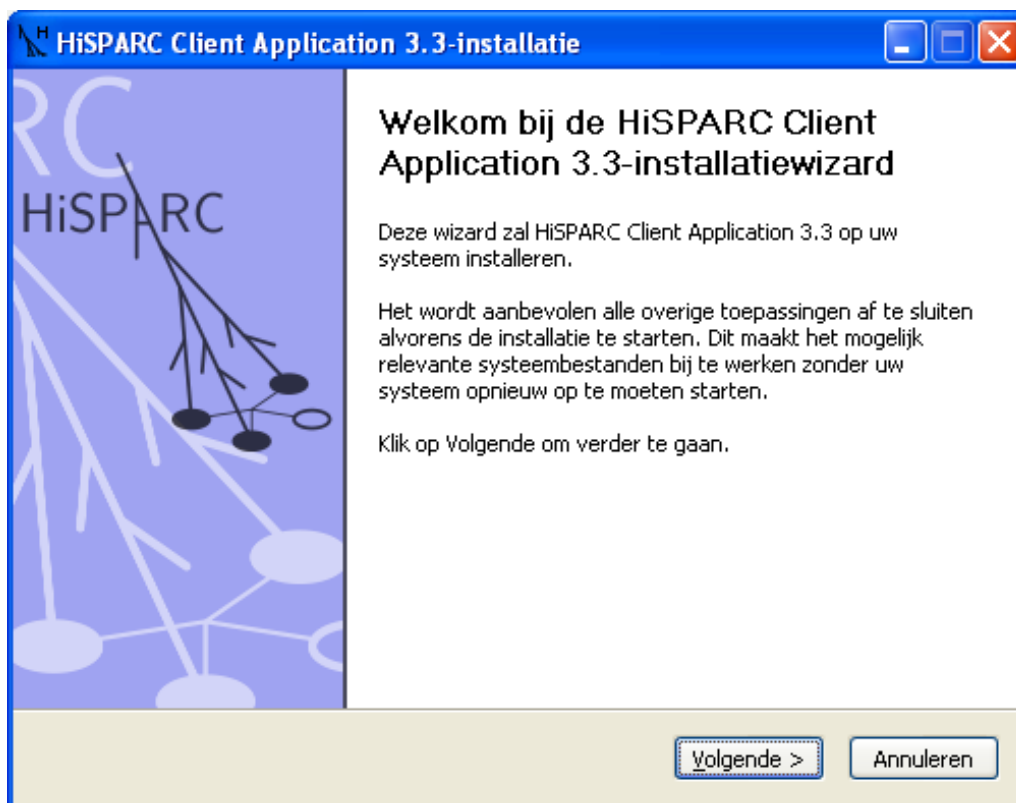 HiSPARC Client Application 3.3-installatie
RC
HiSPARC
Welkom bij de HiSPARC Client
Application 3.3-installatiewizard
Deze wizard zal HiSPARC Client Application 3.3 op uw
systeem installeren.
Het wordt aanbevolen alle overige toepassingen af te sluiten
alvorens de installatie te starten. Dit maakt het mogelijk
relevante systeembestanden bij te werken zonder uw
systeem opnieuw op te moeten starten.
Klik op Volgende om verder te gaan.
Volgende >
Annuleren